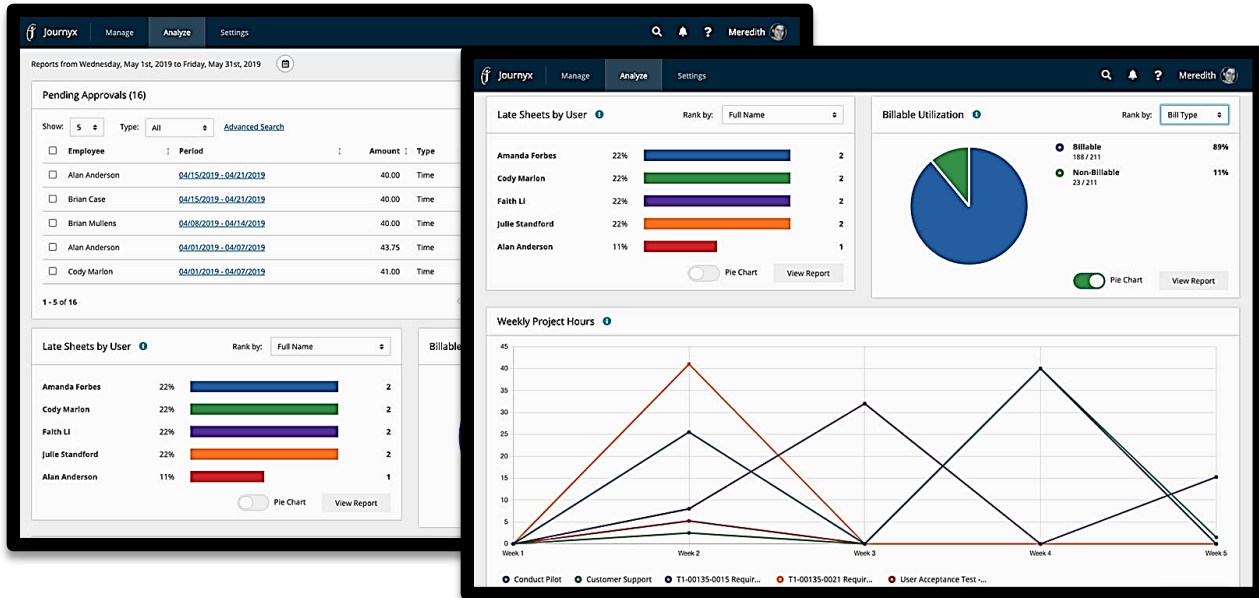 Journyx Manage Analyze Settings Meredith
Reports from Wednesday, May 1st, 2019 to Friday, May 31st, 2019
Pending Approvals (16)
Show: 5 Type: All Advanced Search
Employee Period Amount Type
Alan Anderson 04/15/2019 - 04/21/2019 40.00 Time
Brian Case 04/15/2019 - 04/21/2019 40.00 Time
Brian Mullens 04/08/2019 - 04/14/2019 40.00 Time
Alan Anderson 04/01/2019 - 04/07/2019 43.75 Time
Cody Marlon 04/01/2019 - 04/07/2019 41.00 Time
1 - 5 of 16
Late Sheets by User Rank by: Full Name
Amanda Forbes 22% 2
Cody Marlon 22% 2
Faith Li 22% 2
Julie Standford 22% 2
Alan Anderson 11% 1
Pie Chart View Report
Billable
Journyx Manage Analyze Settings Meredith
Late Sheets by User Rank by: Full Name
Amanda Forbes 22% 2
Cody Marlon 22% 2
Faith Li 22% 2
Julie Standford 22% 2
Alan Anderson 11% 1
Pie Chart View Report
Billable Utilization Rank by: Bill Type
Billable 89%
188 / 211
Non-Billable 11%
23 / 211
Pie Chart View Report
Weekly Project Hours
45
40
35
30
25
20
15
10
5
0
Week 1 Week 2 Week 3 Week 4 Week 5
Conduct Pilot Customer Support T1-00135-0015 Requir... T1-00135-0021 Requir... User Acceptance Test -...